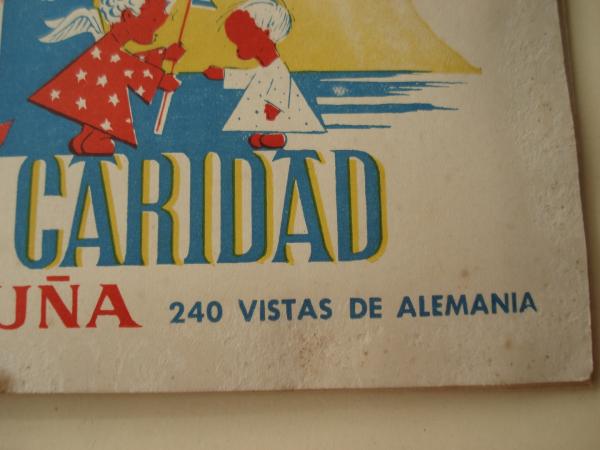 CARIDAD
UÑA 240 VISTAS DE ALEMANIA